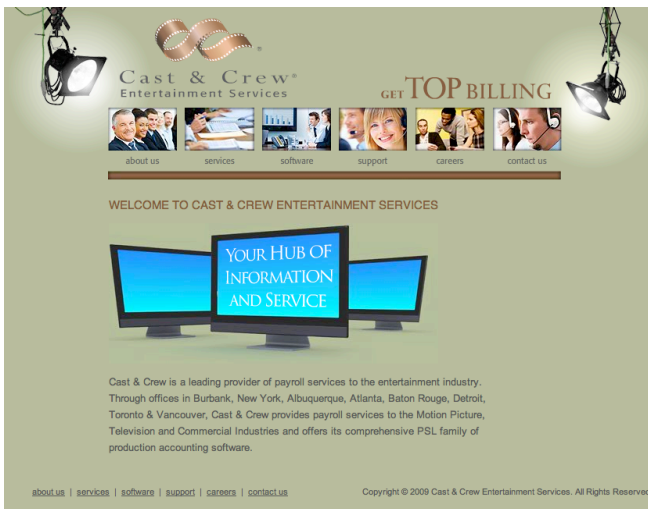 Cast & Crew®
Entertainment Services
GET TOP BILLING
about us
services
software
support
careers
contact us
WELCOME TO CAST & CREW ENTERTAINMENT SERVICES
YOUR HUB OF
INFORMATION
AND SERVICE
Cast & Crew is a leading provider of payroll services to the entertainment industry.
Through offices in Burbank, New York, Albuquerque, Atlanta, Baton Rouge, Detroit,
Toronto & Vancouver, Cast & Crew provides payroll services to the Motion Picture,
Television and Commercial Industries and offers its comprehensive PSL family of
production accounting software.
about us | services | software | support | careers | contact us
Copyright © 2009 Cast & Crew Entertainment Services. All Rights Reserved